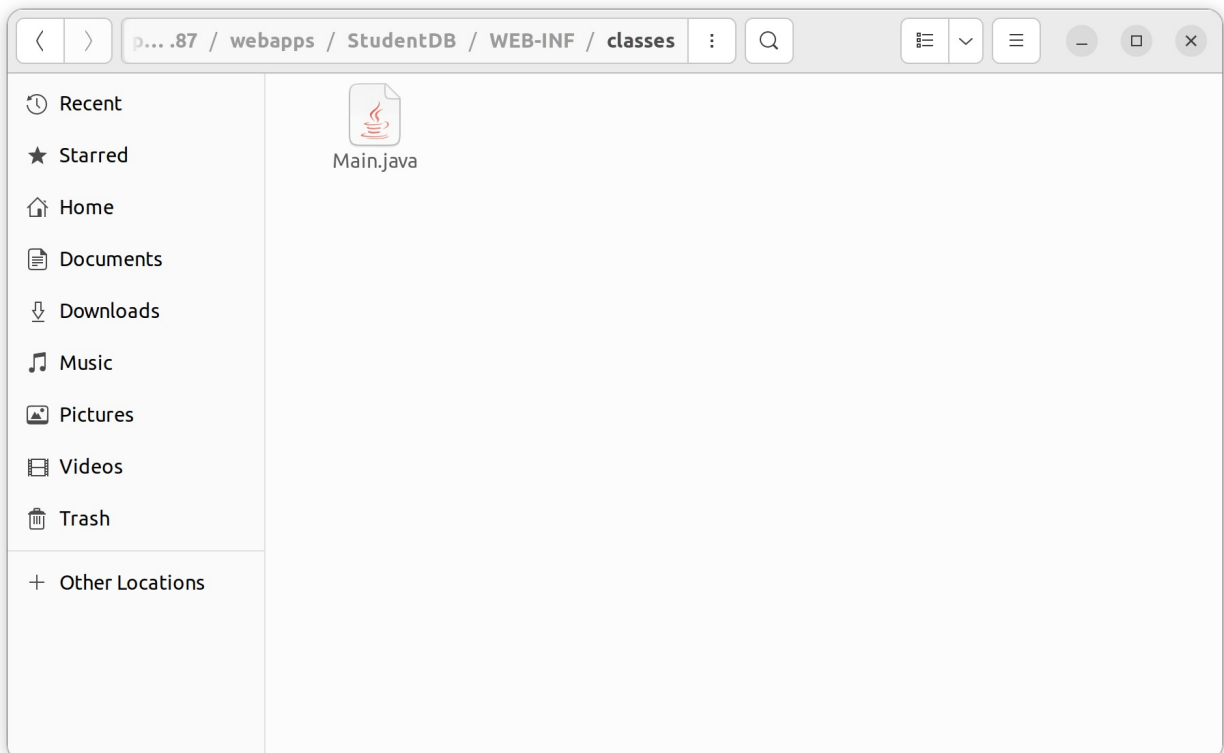 p... .87 / webapps / StudentDB / WEB-INF / classes
Recent
Starred
Home
Documents
Downloads
Music
Pictures
Videos
Trash
Other Locations
Main.java